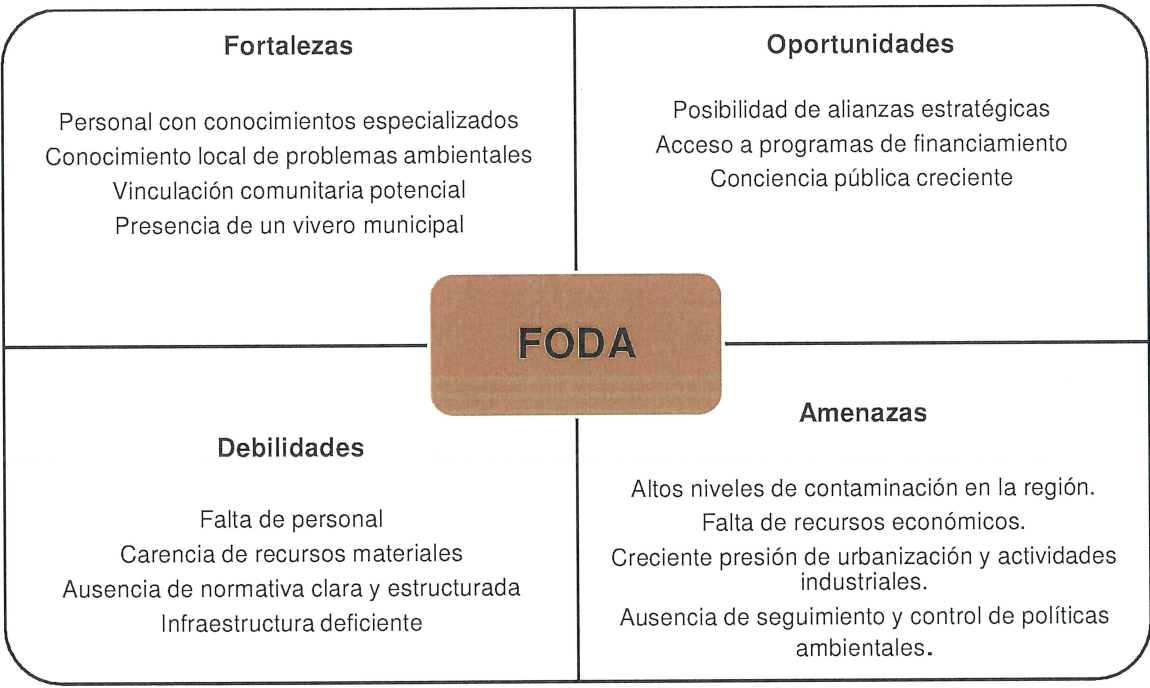 Fortalezas
Personal con conocimientos especializados
Conocimiento local de problemas ambientales
Vinculación comunitaria potencial
Presencia de un vivero municipal
Oportunidades
Posibilidad de alianzas estratégicas
Acceso a programas de financiamiento
Conciencia pública creciente
FODA
Debilidades
Falta de personal
Carencia de recursos materiales
Ausencia de normativa clara y estructurada
Infraestructura deficiente
Amenazas
Altos niveles de contaminación en la región.
Falta de recursos económicos.
Creciente presión de urbanización y actividades
industriales.
Ausencia de seguimiento y control de políticas
ambientales.